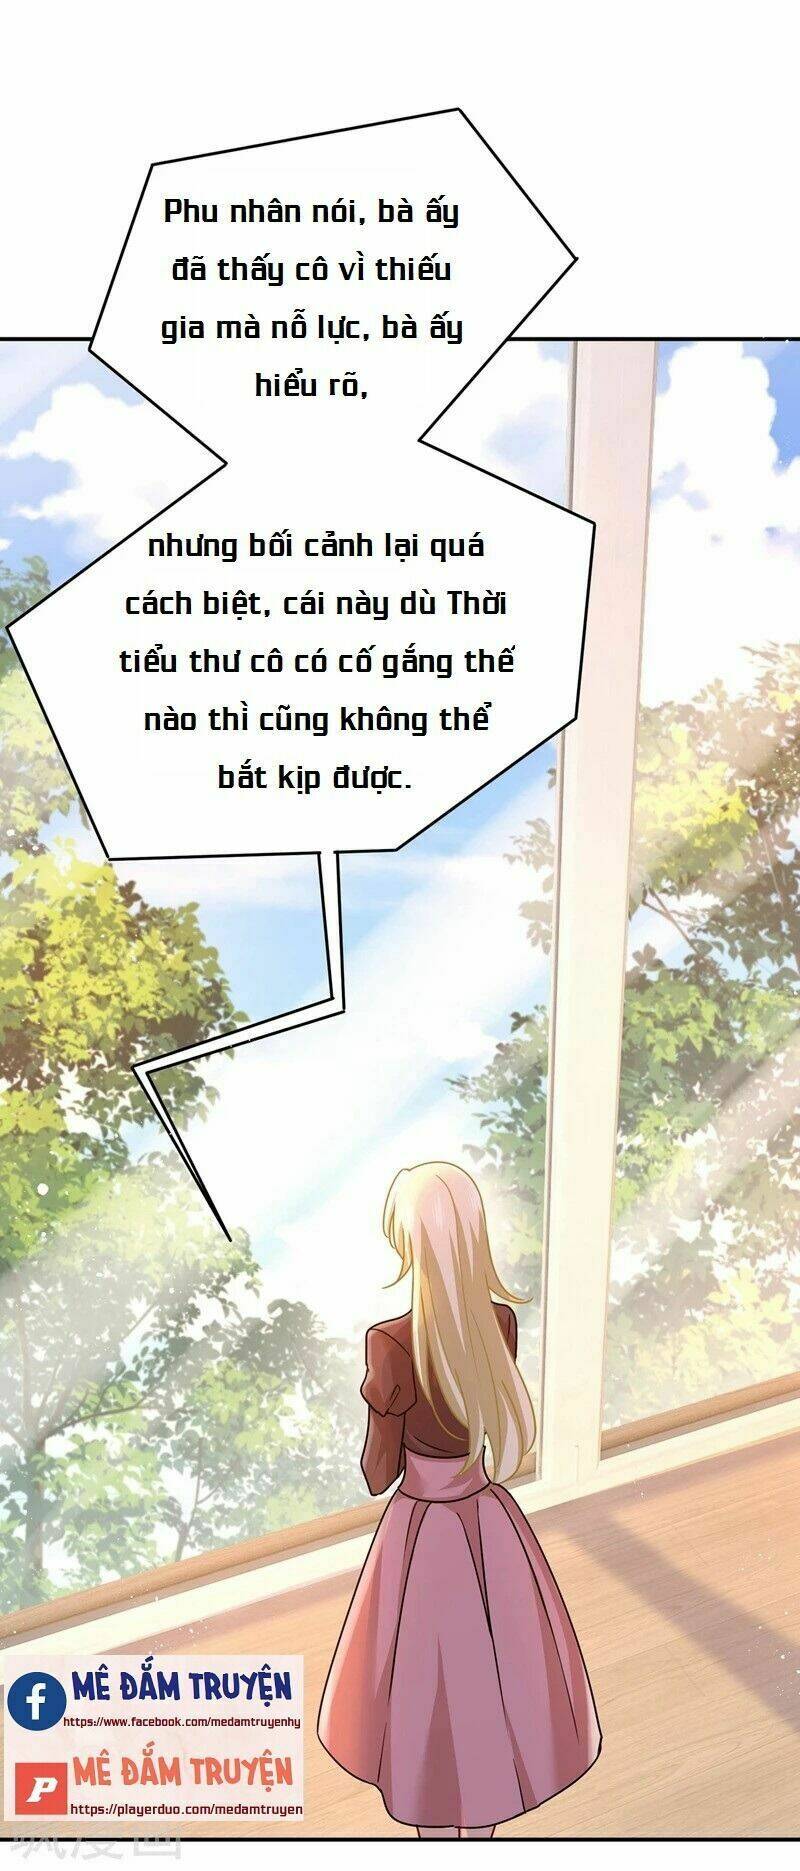 Phu nhân nói, bà ấy
đã thấy cô vì thiếu
gia mà nỗ lực, bà ấy
hiểu rõ,
nhưng bối cảnh lại quá
cách biệt, cái này dù Thời
tiểu thư cô có cố gắng thế
nào thì cũng không thể
bắt kịp được.
MÊ ĐẮM TRUYỆN
https://www.facebook.com/medamtruyenhy
MÊ ĐẮM TRUYỆN
https://playerduo.com/medamtruyen